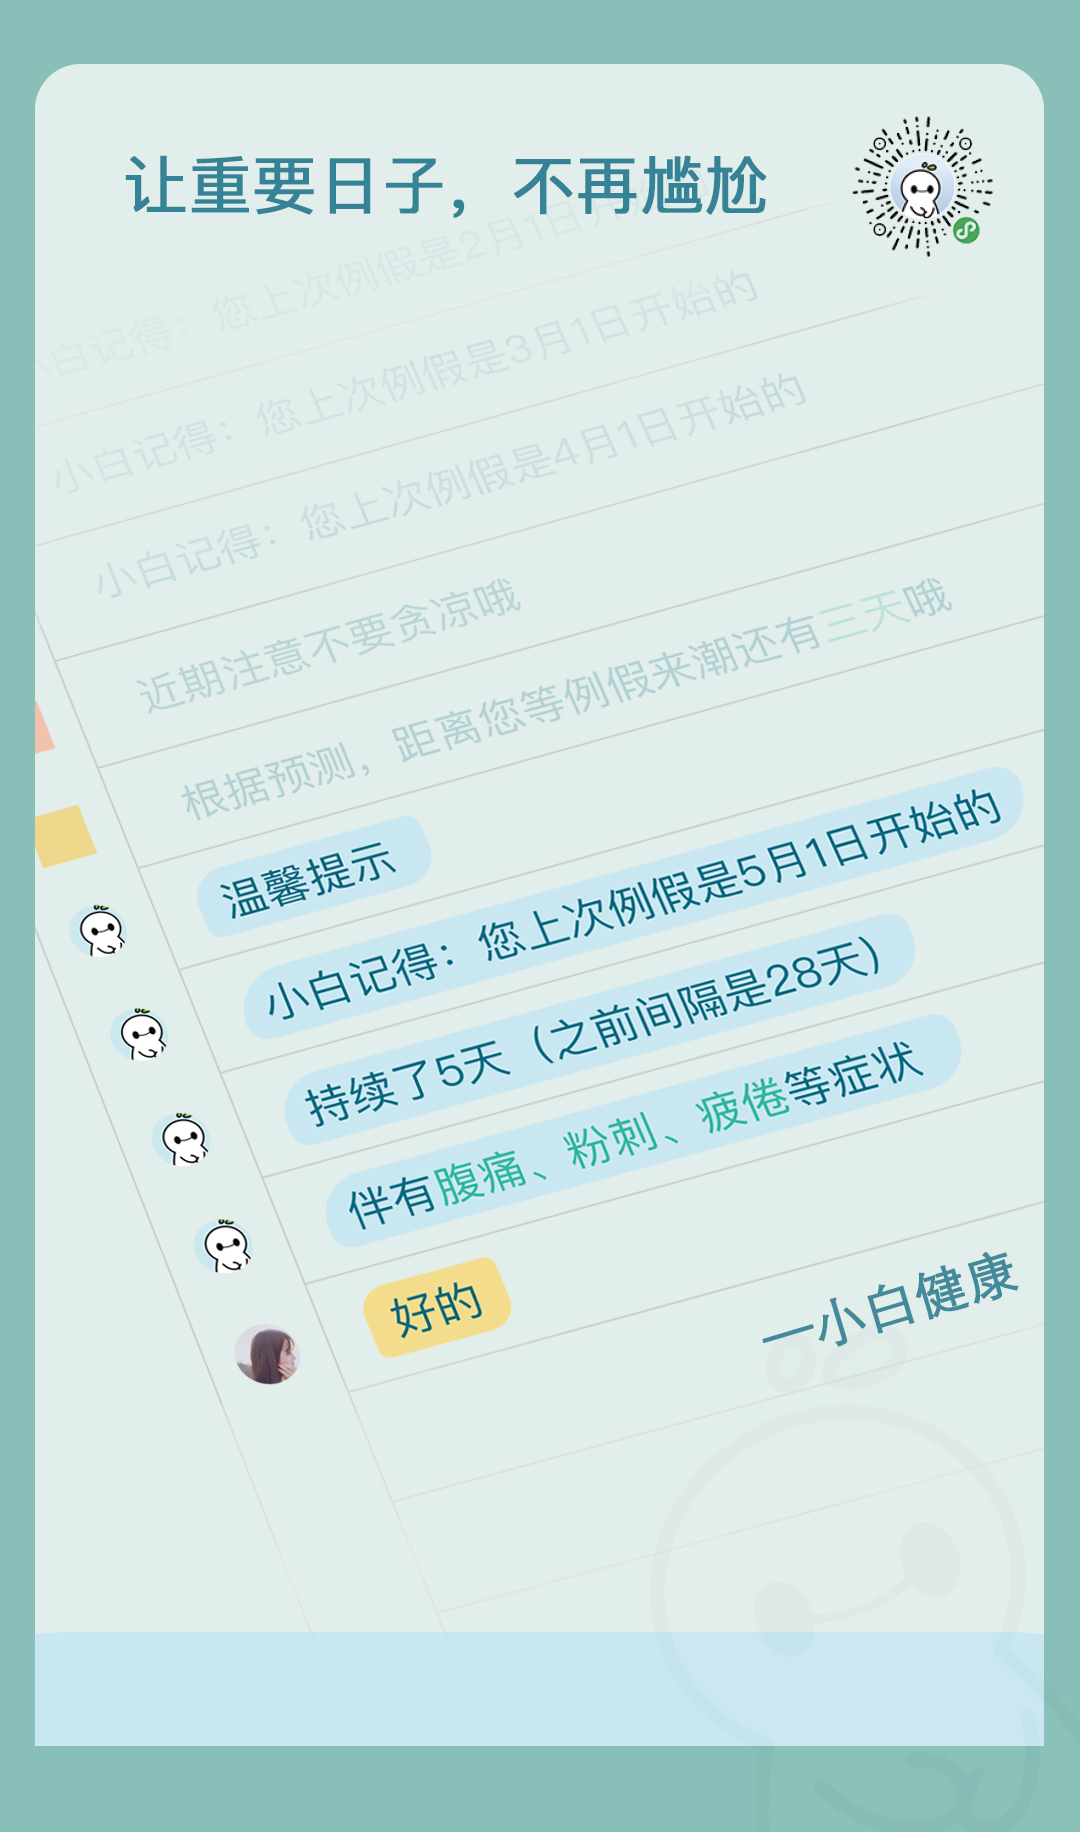 让重要日子，不再尴尬
小白记得：您上次例假是2月1日开始的
小白记得：您上次例假是3月1日开始的
小白记得：您上次例假是4月1日开始的
近期注意不要贪凉哦
根据预测，距离您等例假来潮还有三天哦
温馨提示
小白记得：您上次例假是5月1日开始的
持续了5天（之前间隔是28天）
伴有腹痛、粉刺、疲倦等症状
好的
一小白健康